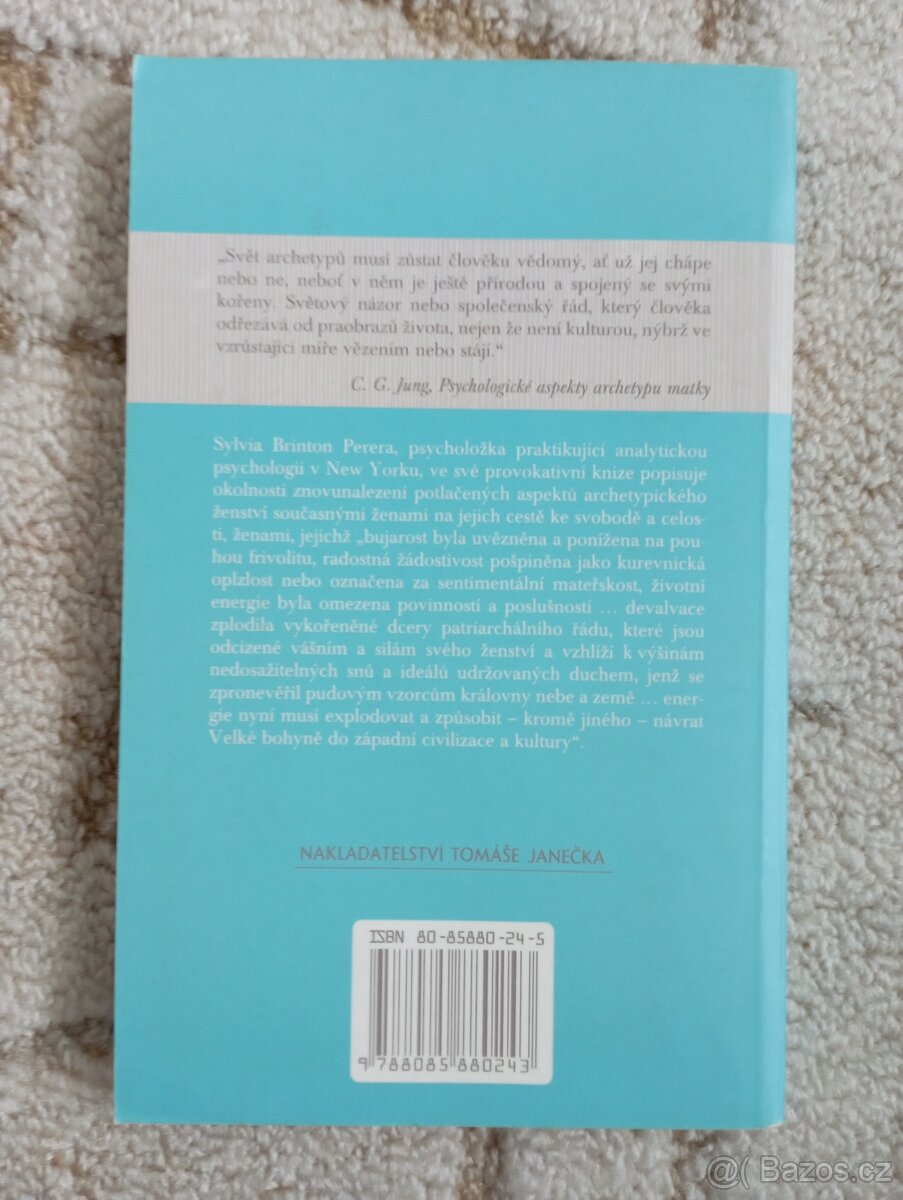 „Svět archetypů musí zůstat člověku vědomý, ať už jej chápe
nebo ne, neboť v něm je ještě přírodou a spojený se svými
kořeny. Světový názor nebo společenský řád, který člověka
odřezává od praobrazů života, nejen že není kulturou, nýbrž ve
vzrůstající míře vězením nebo stájí.“
C. G. Jung, Psychologické aspekty archetypu matky
Sylvia Brinton Perera, psycholožka praktikující analytickou
psychologii v New Yorku, ve své provokativní knize popisuje
okolnosti znovunalezení potlačených aspektů archetypického
ženství současnými ženami na jejich cestě ke svobodě a celos-
ti, ženami, jejichž „bujarost byla uvězněna a ponížena na pou-
hou frivolitu, radostná žádostivost pošpiněna jako kurevnická
oplzlost nebo označena za sentimentální mateřskost, životní
energie byla omezena povinností a poslušností ... devalvace
zplodila vykořeněné dcery patriarchálního řádu, které jsou
odcizené vášním a silám svého ženství a vzhlíží k výšinám
nedosažitelných snů a ideálů udržovaných duchem, jenž se
zpronevěřil pudovým vzorcům královny nebe a země ... ener-
gie nyní musí explodovat a způsobit – kromě jiného – návrat
Velké bohyně do západní civilizace a kultury“.
NAKLADATELSTVÍ TOMÁŠE JANEČKA
ISBN 80-85880-24-5
9 788085 880243
@( Bazos.cz